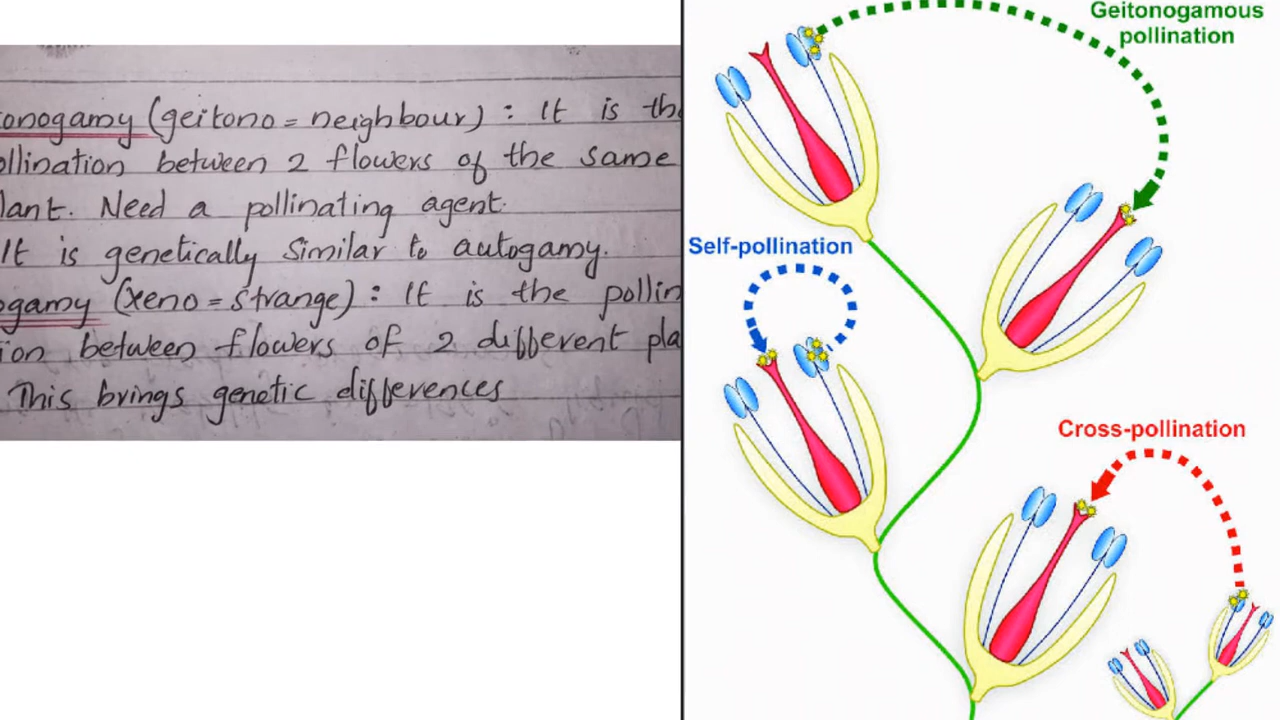 onogamy (geitono = neighbour) : It is the
ollination between 2 flowers of the same
lant. Need a pollinating agent.
It is genetically similar to autogamy.
ogamy (xeno = strange) : It is the pollin
ion between flowers of 2 different pla
This brings genetic differences
Geitonogamous
pollination
Self-pollination
Cross-pollination